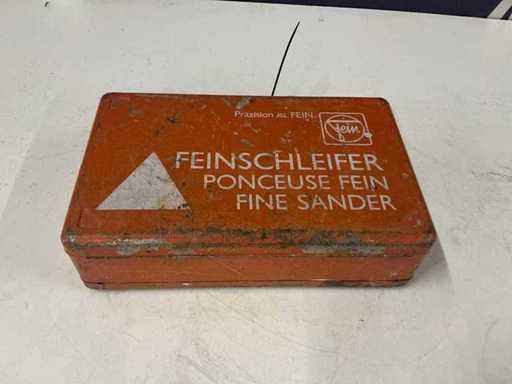 Präzision ist FEIN.
Fein
FEINSCHLEIFER
PONCEUSE FEIN
FINE SANDER